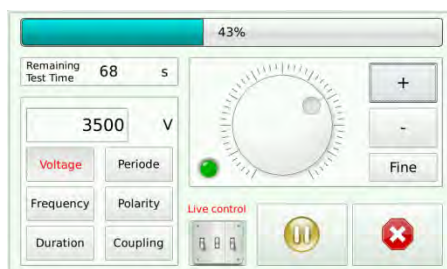 43%
Remaining
Test Time 68 s
+
3500 V
-
Voltage Periode
Fine
Frequency Polarity
Live control
Duration Coupling